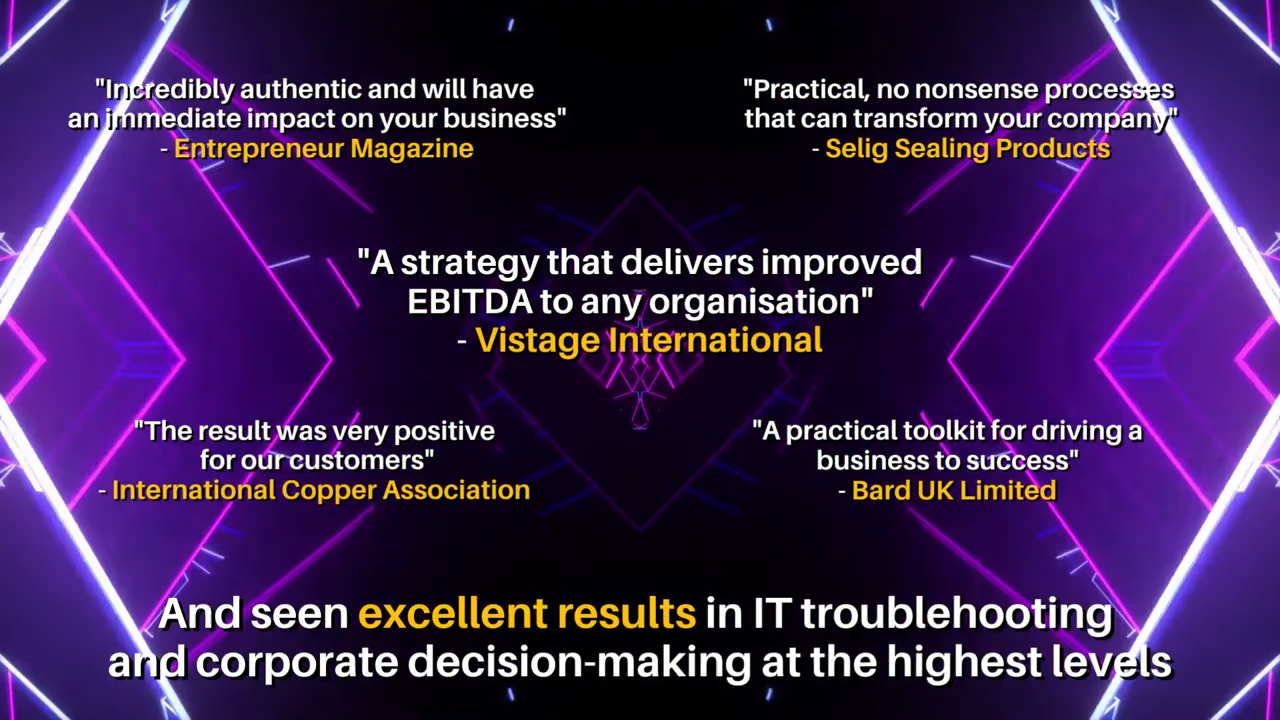 "Incredibly authentic and will have
an immediate impact on your business"
- Entrepreneur Magazine
"Practical, no nonsense processes
that can transform your company"
- Selig Sealing Products
"A strategy that delivers improved
EBITDA to any organisation"
- Vistage International
"The result was very positive
for our customers"
- International Copper Association
"A practical toolkit for driving a
business to success"
- Bard UK Limited
And seen excellent results in IT troublehooting
and corporate decision-making at the highest levels